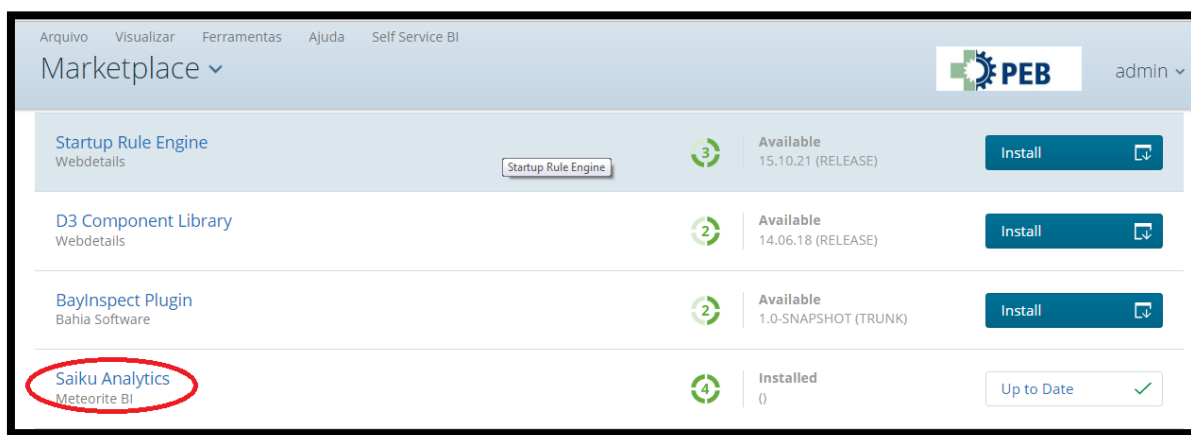 Arquivo Visualizar Ferramentas Ajuda Self Service BI
Marketplace
PEB
admin
Startup Rule Engine
Webdetails
Startup Rule Engine
3
Available
15.10.21 (RELEASE)
Install
D3 Component Library
Webdetails
2
Available
14.06.18 (RELEASE)
Install
BayInspect Plugin
Bahia Software
2
Available
1.0-SNAPSHOT (TRUNK)
Install
Saiku Analytics
Meteorite BI
4
Installed
()
Up to Date